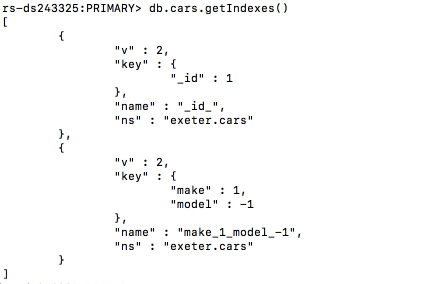 rs-ds243325:PRIMARY> db.cars.getIndexes()
[
        {
                "v" : 2,
                "key" : {
                        "_id" : 1
                },
                "name" : "_id_",
                "ns" : "exeter.cars"
        },
        {
                "v" : 2,
                "key" : {
                        "make" : 1,
                        "model" : -1
                },
                "name" : "make_1_model_-1",
                "ns" : "exeter.cars"
        }
]